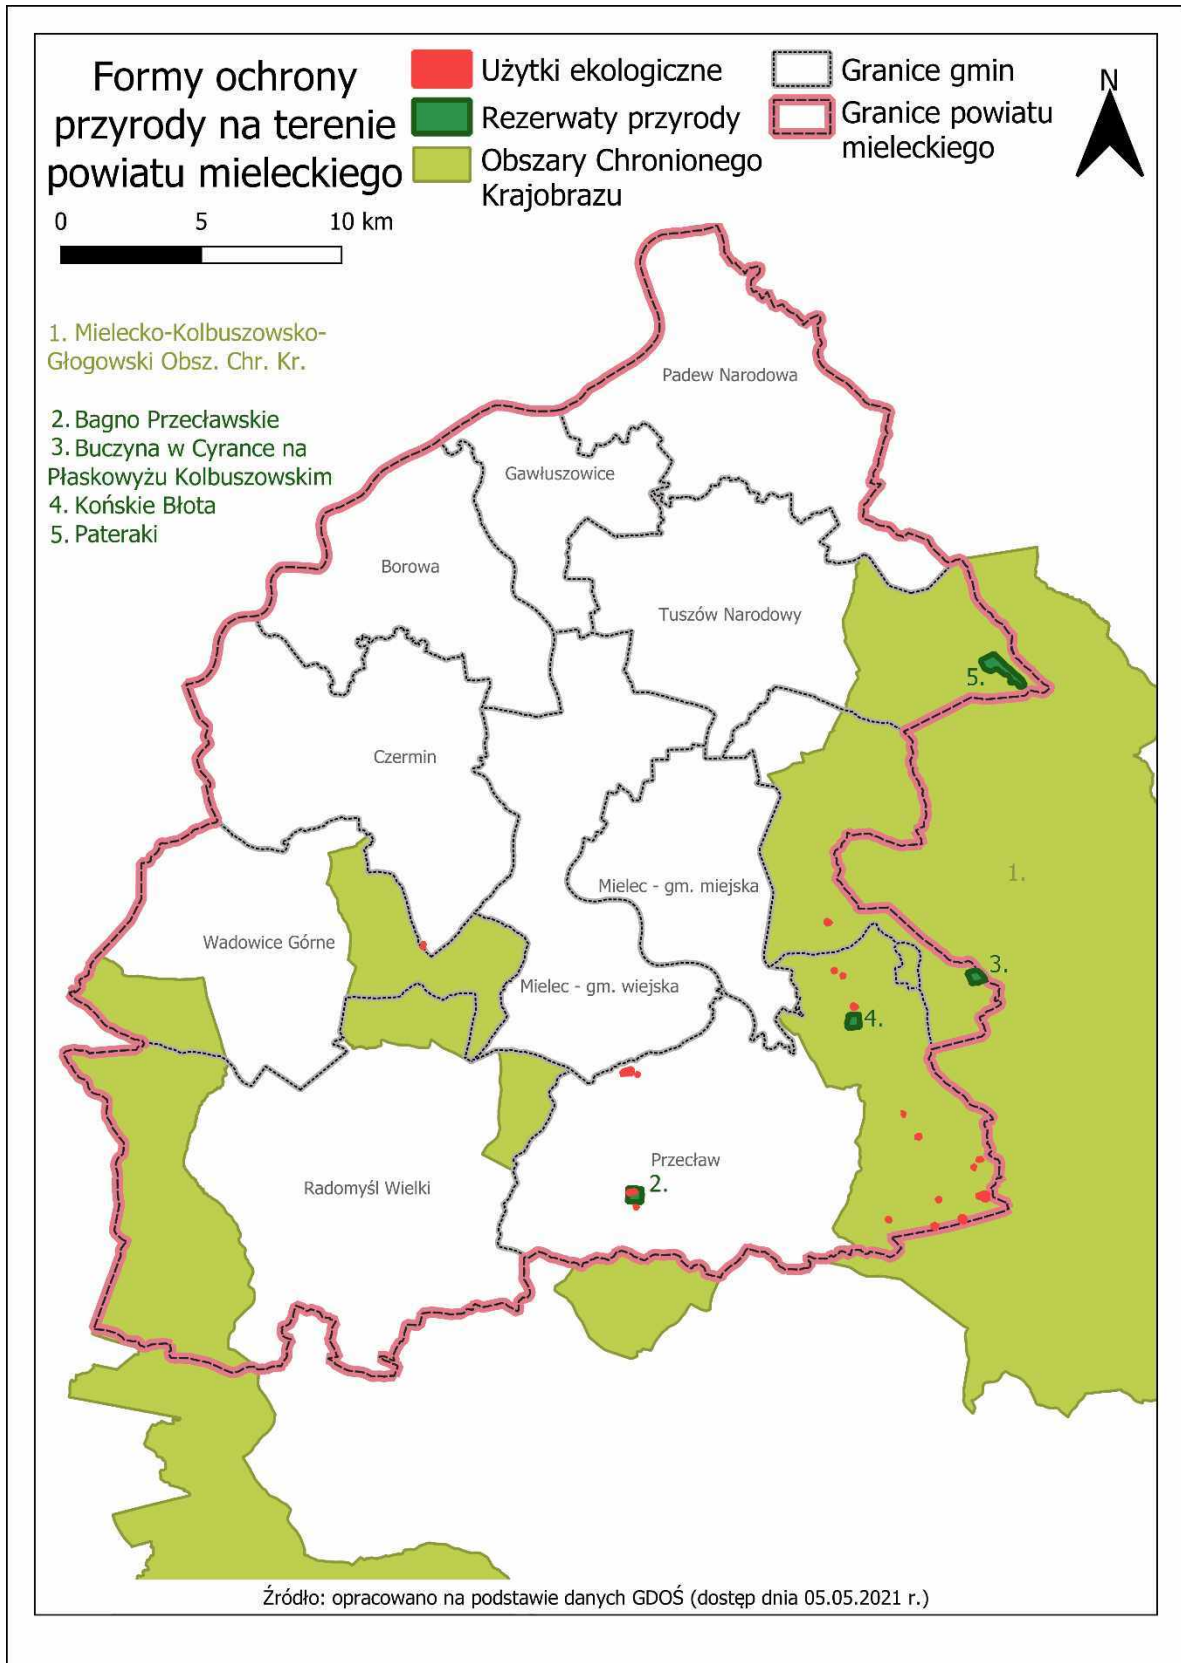 Formy ochrony
przyrody na terenie
powiatu mieleckiego
Użytki ekologiczne
Rezerwaty przyrody
Obszary Chronionego
Krajobrazu
Granice gmin
Granice powiatu
mieleckiego
N
0 5 10 km
1. Mielecko-Kolbuszowsko-
Głogowski Obsz. Chr. Kr.
2. Bagno Przecławskie
3. Buczyna w Cyrance na
Płaskowyżu Kolbuszowskim
4. Końskie Błota
5. Pateraki
Padew Narodowa
Gawłuszowice
Borowa
Tuszów Narodowy
5.
Czermin
Mielec - gm. miejska
1.
Wadowice Górne
3.
Mielec - gm. wiejska
4.
Przecław
Radomyśl Wielki
2.
Źródło: opracowano na podstawie danych GDOŚ (dostęp dnia 05.05.2021 r.)